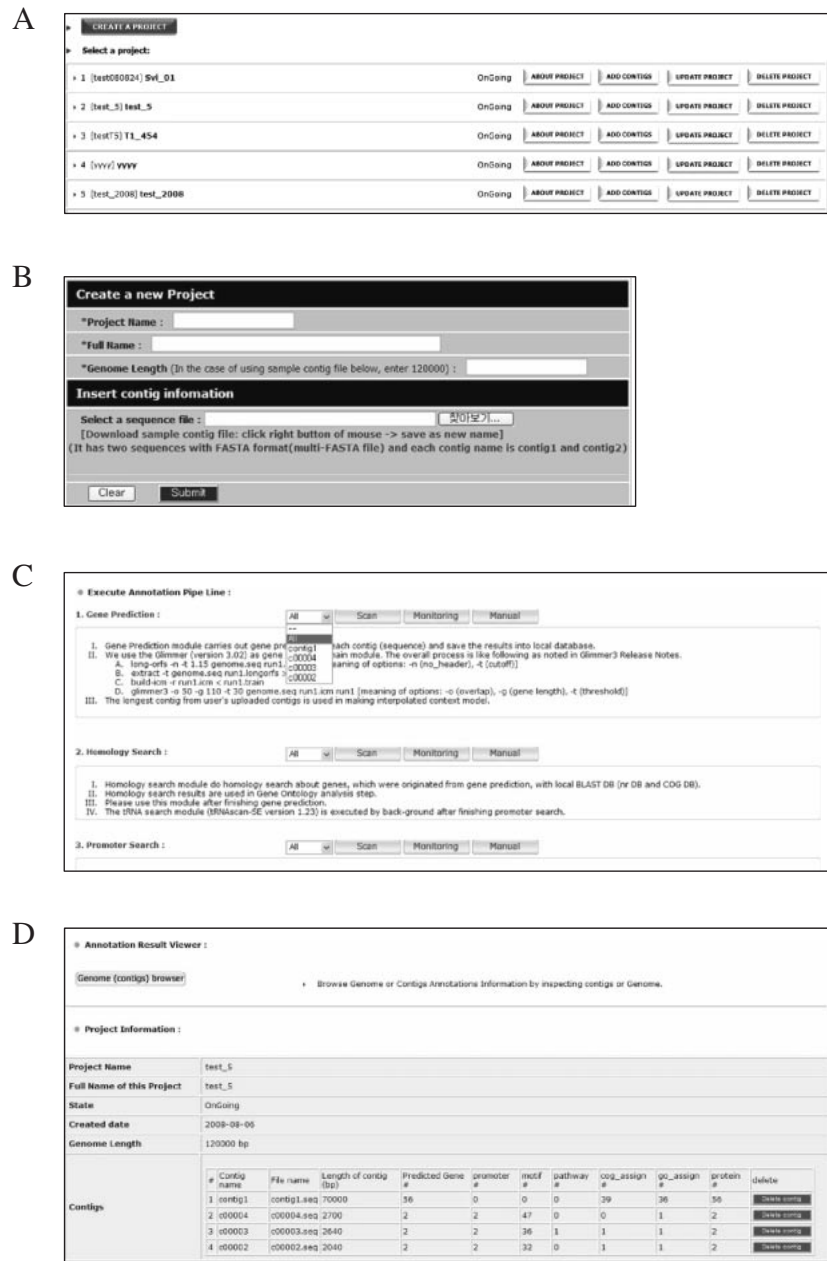 A
CREATE A PROJECT
Select a project:
1 [test080824] Svi_01 OnGoing ABOUT PROJECT ADD CONTIGS UPDATE PROJECT DELETE PROJECT
2 [test_5] test_5 OnGoing ABOUT PROJECT ADD CONTIGS UPDATE PROJECT DELETE PROJECT
3 [testT5] T1_454 OnGoing ABOUT PROJECT ADD CONTIGS UPDATE PROJECT DELETE PROJECT
4 [yyyy] yyyy OnGoing ABOUT PROJECT ADD CONTIGS UPDATE PROJECT DELETE PROJECT
5 [test_2008] test_2008 OnGoing ABOUT PROJECT ADD CONTIGS UPDATE PROJECT DELETE PROJECT
B
Create a new Project
*Project Name :
*Full Name :
*Genome Length (In the case of using sample contig file below, enter 120000) :
Insert contig infomation
Select a sequence file : 찾아보기...
[Download sample contig file: click right button of mouse -> save as new name]
(It has two sequences with FASTA format(multi-FASTA file) and each contig name is contig1 and contig2)
Clear Submit
C
Execute Annotation Pipe Line :
1. Gene Prediction : All Scan Monitoring Manual
--
All
contig1
c00004
c00003
c00002
I. Gene Prediction module carries out gene pre each contig (sequence) and save the results into local database.
II. We use the Glimmer (version 3.02) as gene ain module. The overall process is like following as noted in Glimmer3 Release Notes.
A. long-orfs -n -t 1.15 genome.seq run1. eaning of options: -n (no_header), -t (cutoff)]
B. extract -t genome.seq run1.longorfs >
C. build-icm -r run1.icm < run1.train
D. glimmer3 -o 50 -g 110 -t 30 genome.seq run1.icm run1 [meaning of options: -o (overlap), -g (gene length), -t (threshold)]
III. The longest contig from user's uploaded contigs is used in making interpolated context model.
2. Homology Search : All Scan Monitoring Manual
I. Homology search module do homology search about genes, which were originated from gene prediction, with local BLAST DB (nr DB and COG DB).
II. Homology search results are used in Gene Ontology analysis step.
III. Please use this module after finishing gene prediction.
IV. The tRNA search module (tRNAscan-SE version 1.23) is executed by back-ground after finishing promoter search.
3. Promoter Search : All Scan Monitoring Manual
D
Annotation Result Viewer :
Genome (contigs) browser Browse Genome or Contigs Annotations Information by inspecting contigs or Genome.
Project Information :
Project Name test_5
Full Name of this Project test_5
State OnGoing
Created date 2008-08-06
Genome Length 120000 bp
Contigs
# Contig name File name Length of contig (bp) Predicted Gene # promoter # motif # pathway # cog_assign # go_assign # protein # delete
1 contig1 contig1.seq 70000 56 0 0 0 39 36 56 Delete contig
2 c00004 c00004.seq 2700 2 2 47 0 0 1 2 Delete contig
3 c00003 c00003.seq 2640 2 2 36 1 1 1 2 Delete contig
4 c00002 c00002.seq 2040 2 2 32 0 1 1 2 Delete contig